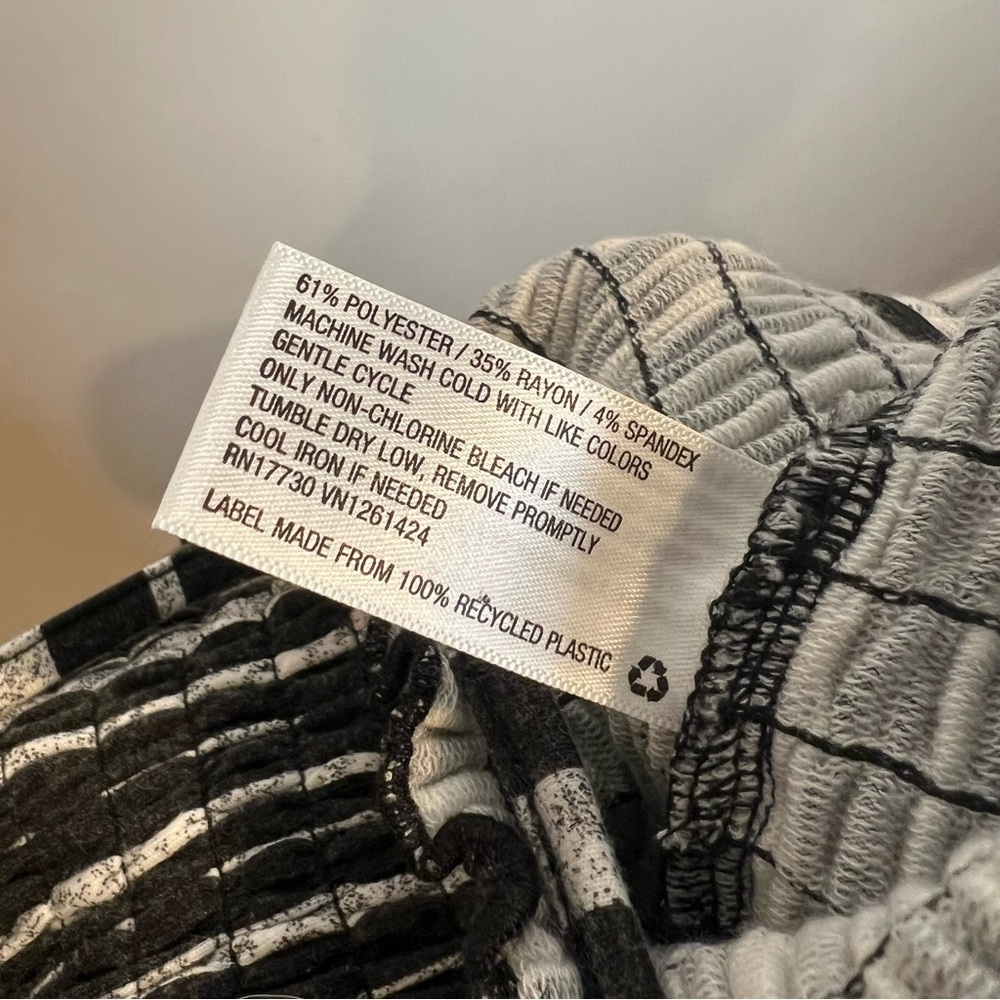 61% POLYESTER / 35% RAYON / 4% SPANDEX
MACHINE WASH COLD WITH LIKE COLORS
GENTLE CYCLE
ONLY NON-CHLORINE BLEACH IF NEEDED
TUMBLE DRY LOW, REMOVE PROMPTLY
COOL IRON IF NEEDED
RN17730 VN1261424
LABEL MADE FROM 100% RECYCLED PLASTIC